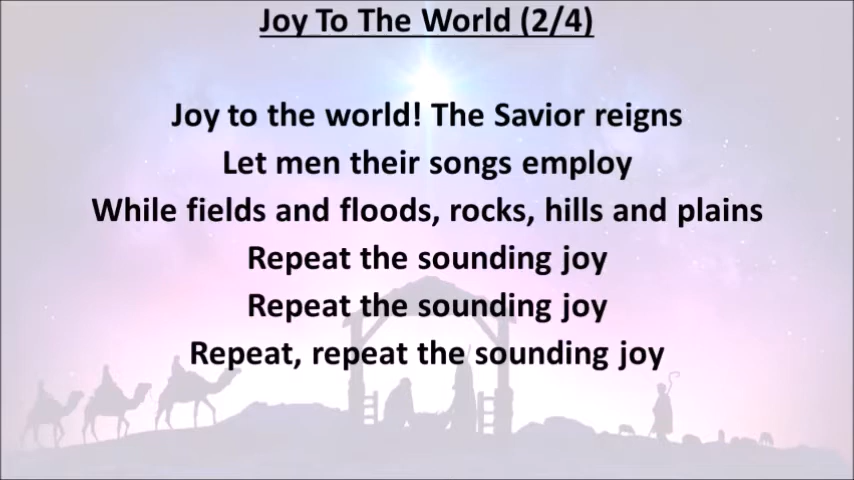 Joy To The World (2/4)
Joy to the world! The Savior reigns
Let men their songs employ
While fields and floods, rocks, hills and plains
Repeat the sounding joy
Repeat the sounding joy
Repeat, repeat the sounding joy